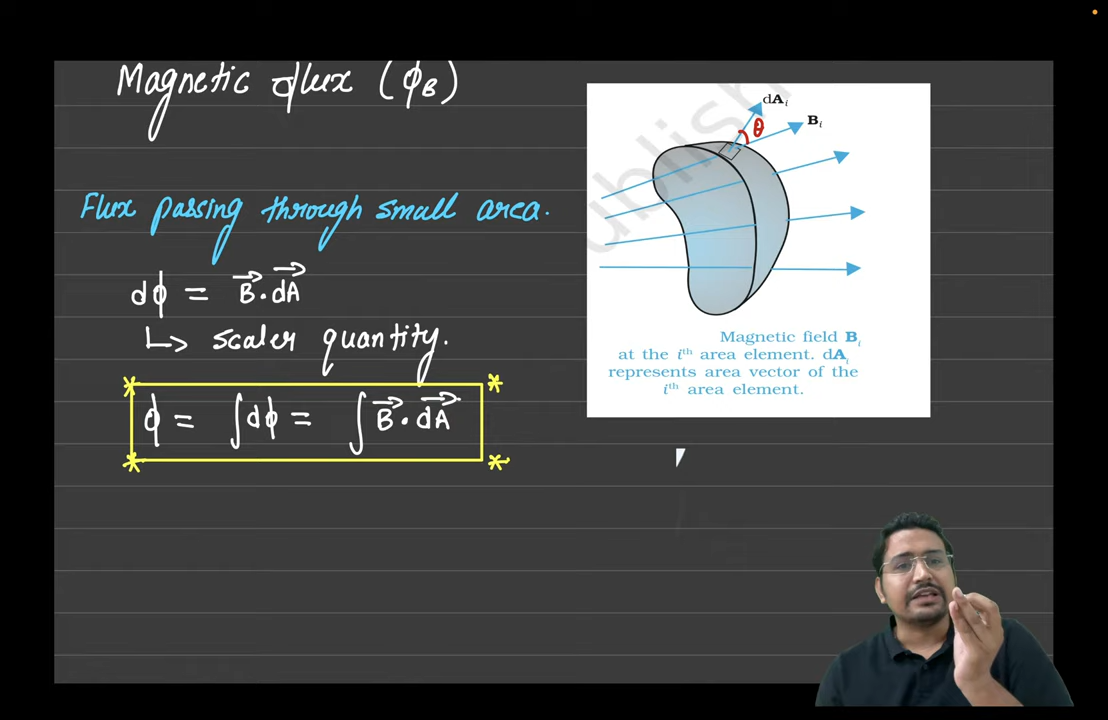 Magnetic flux (ϕB)
Flux passing through small area.
dϕ = B⃗ · dA⃗
↳ scaler quantity.
ϕ = ∫dϕ = ∫ B⃗ · dA⃗
dAi
θ
Bi
ublish
Magnetic field Bi
at the ith area element. dAi
represents area vector of the
ith area element.